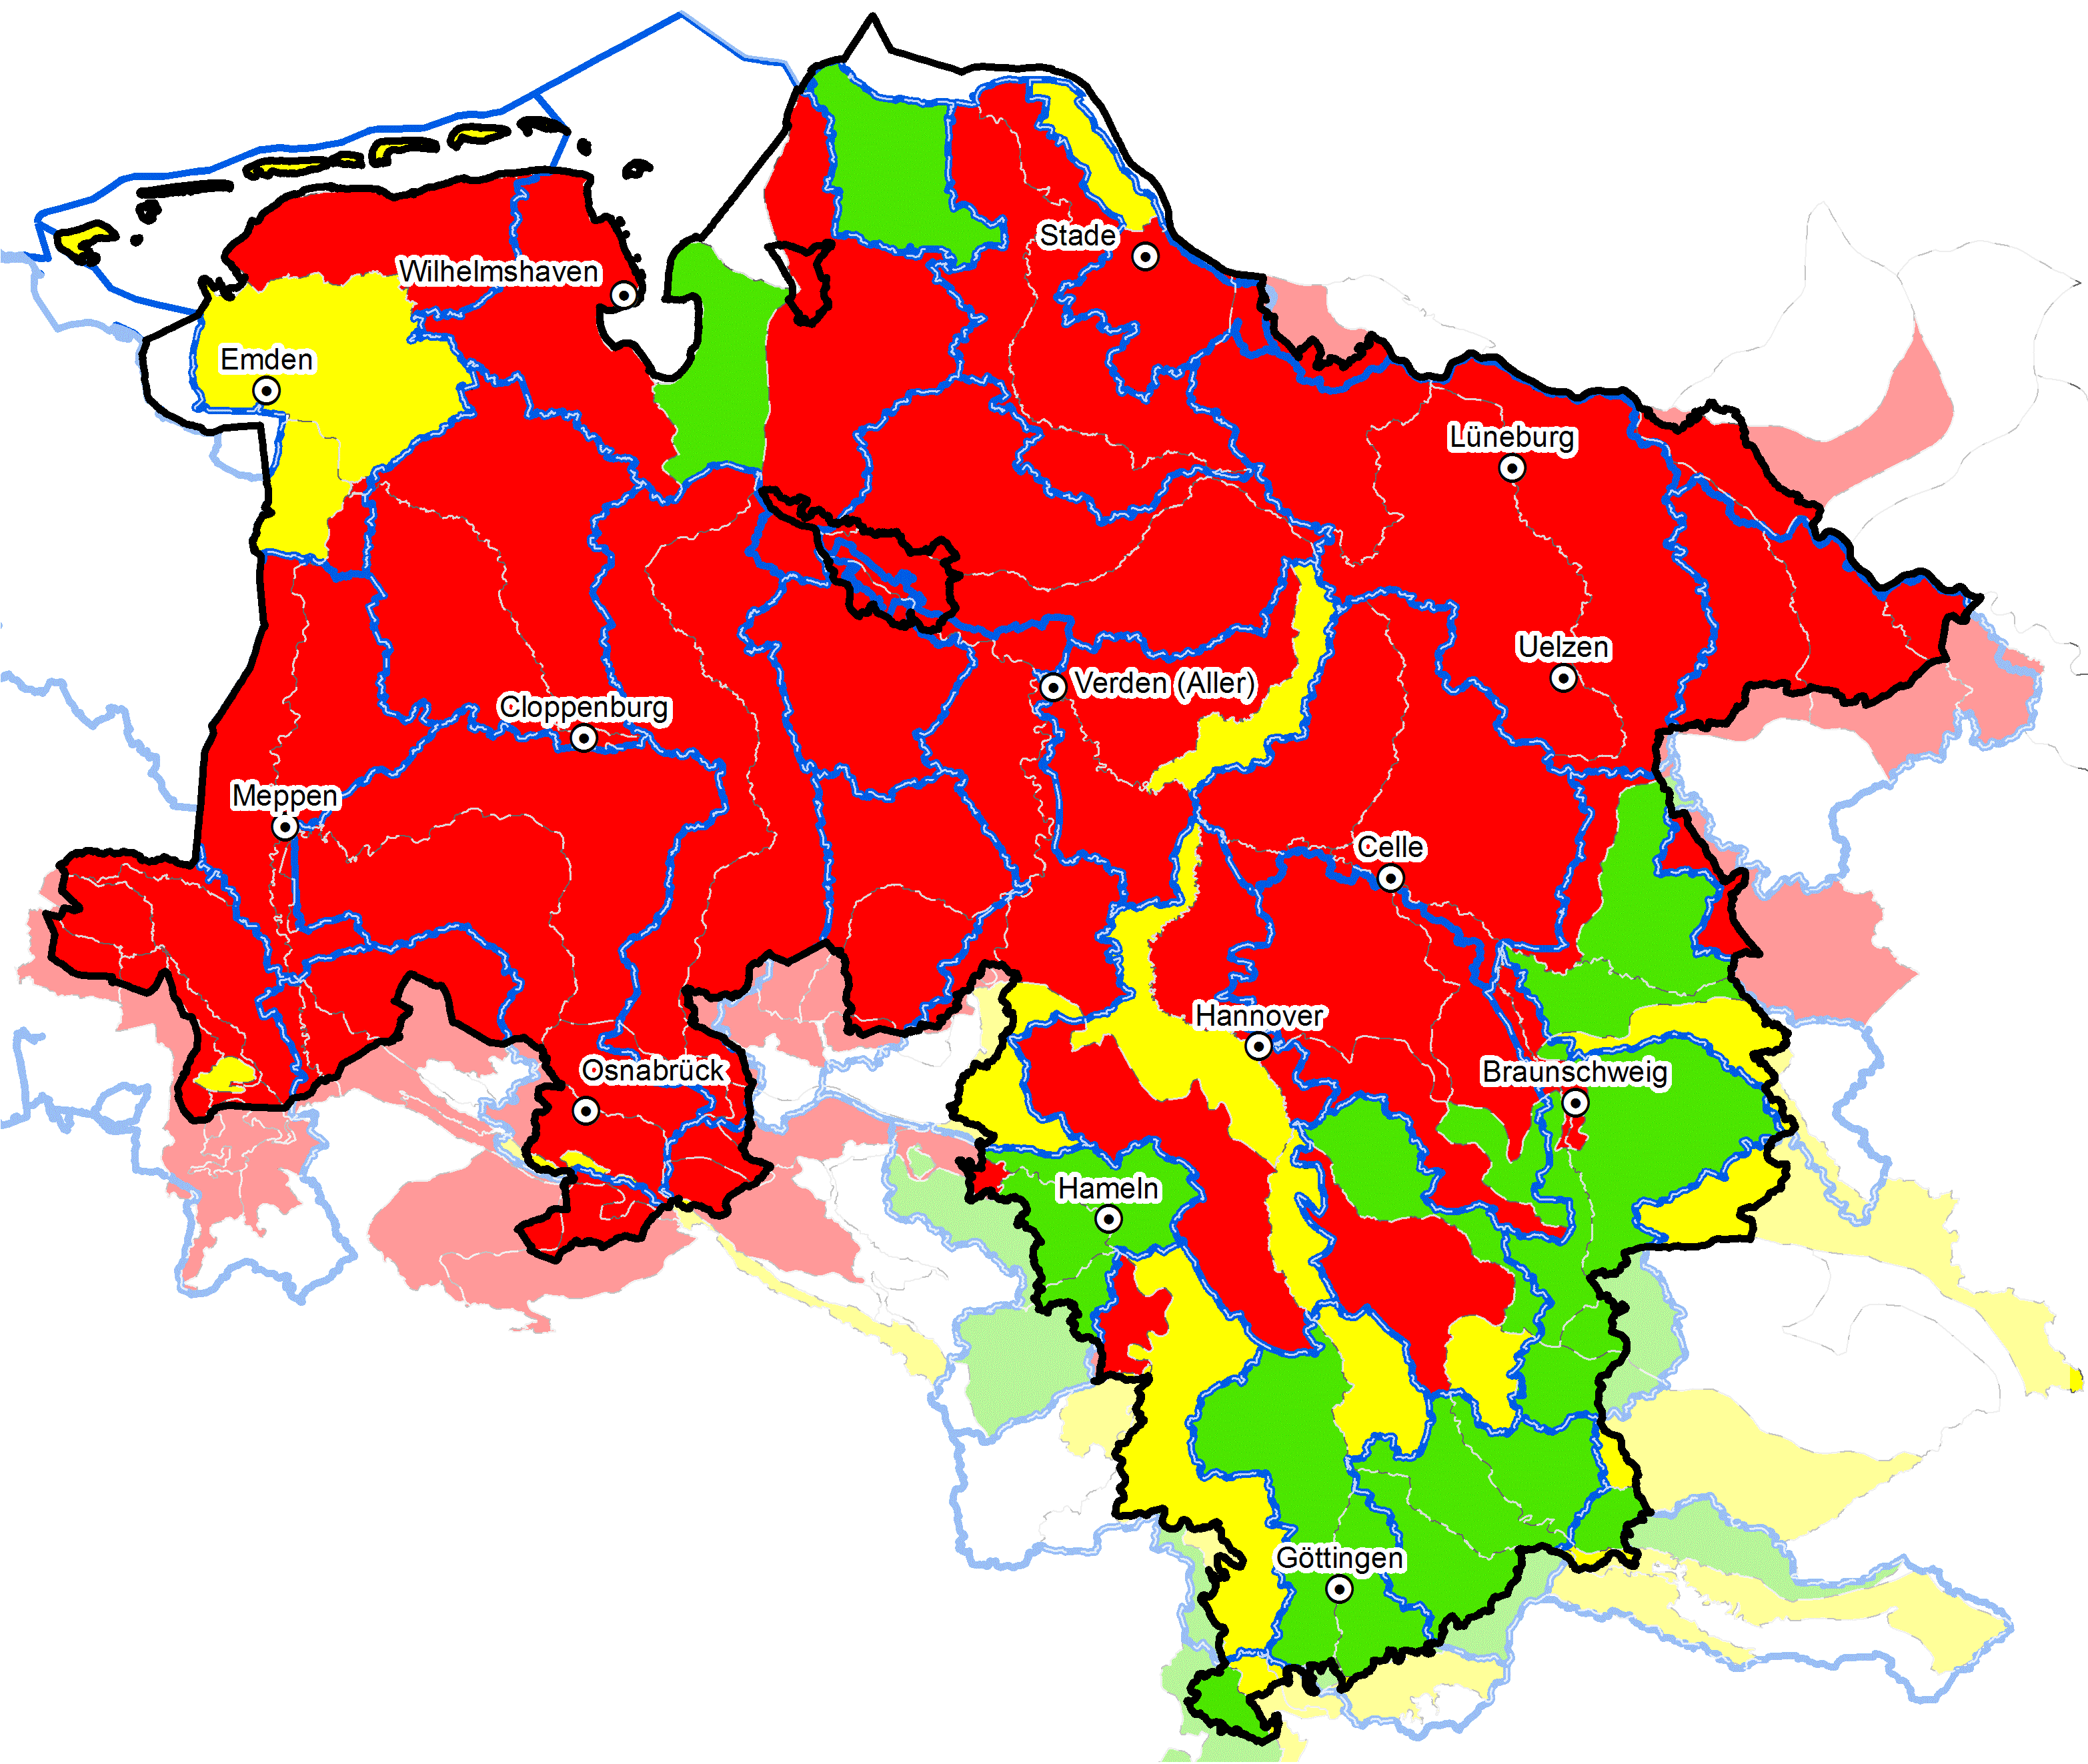 Stade
Wilhelmshaven
Emden
Lüneburg
Uelzen
Verden (Aller)
Cloppenburg
Meppen
Celle
Hannover
Osnabrück
Braunschweig
Hameln
Göttingen